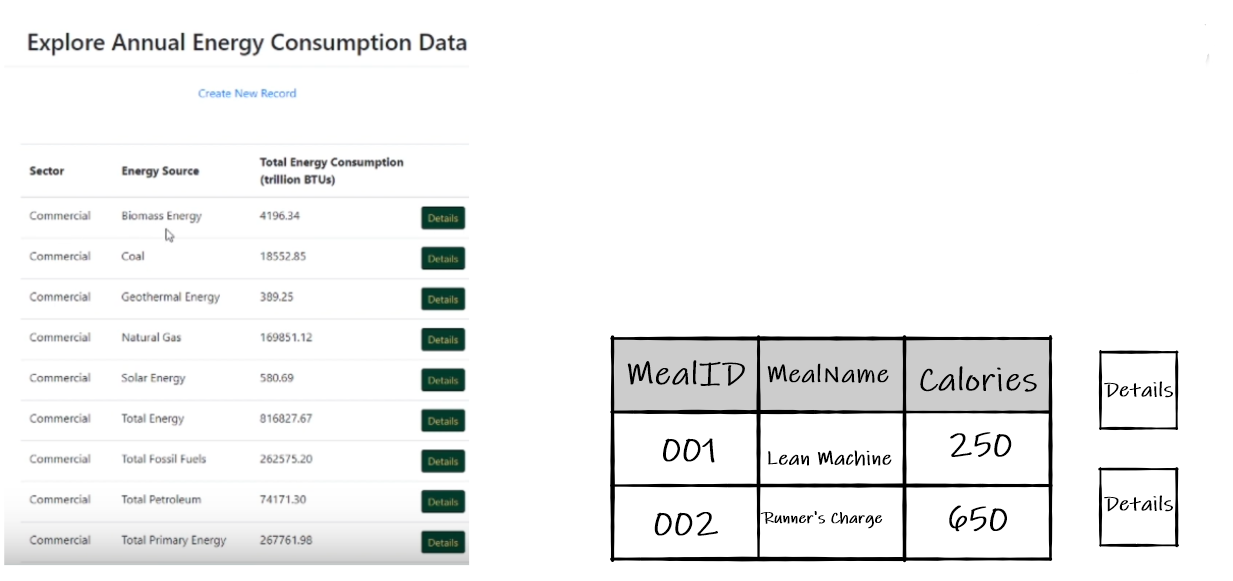 Explore Annual Energy Consumption Data
Create New Record
Sector Energy Source Total Energy Consumption (trillion BTUs)
Commercial Biomass Energy 4196.34 Details
Commercial Coal 18552.85 Details
Commercial Geothermal Energy 389.25 Details
Commercial Natural Gas 169851.12 Details
Commercial Solar Energy 580.69 Details
Commercial Total Energy 816827.67 Details
Commercial Total Fossil Fuels 262575.20 Details
Commercial Total Petroleum 74171.30 Details
Commercial Total Primary Energy 267761.98 Details
MealID MealName Calories Details
001 Lean Machine 250
002 Runner's Charge 650 Details